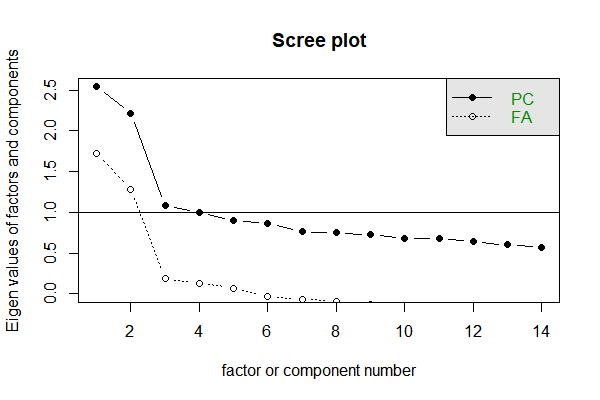 Scree plot
Eigen values of factors and components
2.5
2.0
1.5
1.0
0.5
0.0
PC
FA
2 4 6 8 10 12 14
factor or component number